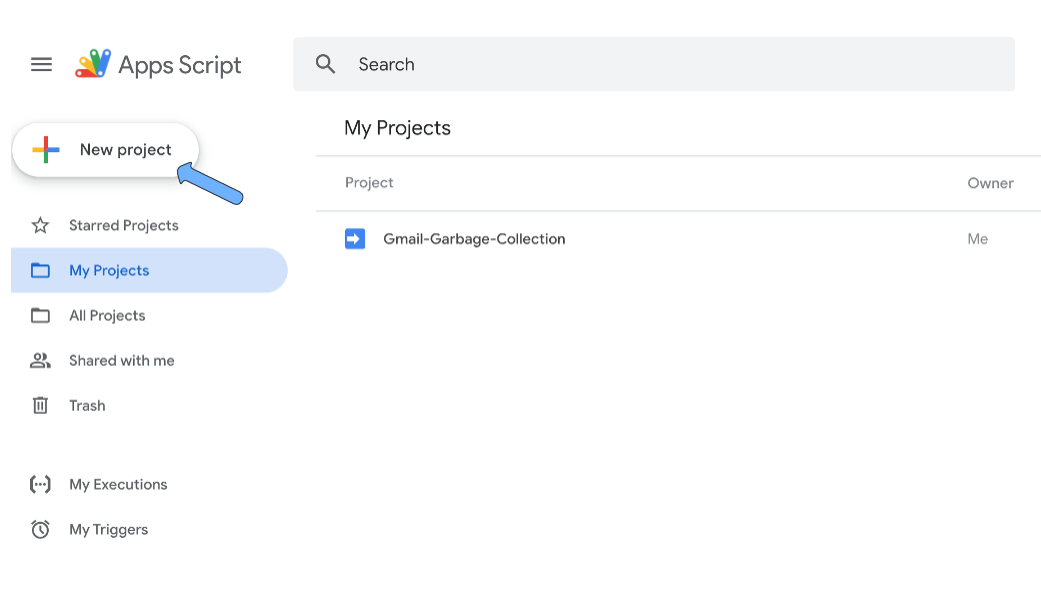 Apps Script
Search
New project
My Projects
Project
Owner
Starred Projects
Gmail-Garbage-Collection
Me
My Projects
All Projects
Shared with me
Trash
My Executions
My Triggers